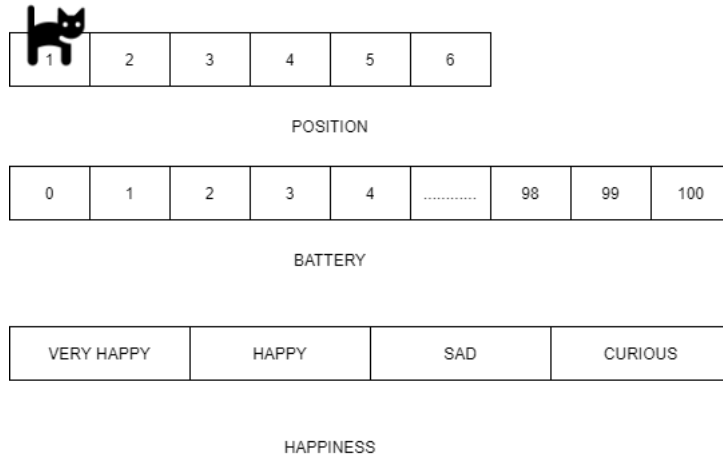 1 2 3 4 5 6
POSITION
0 1 2 3 4 ............ 98 99 100
BATTERY
VERY HAPPY HAPPY SAD CURIOUS
HAPPINESS